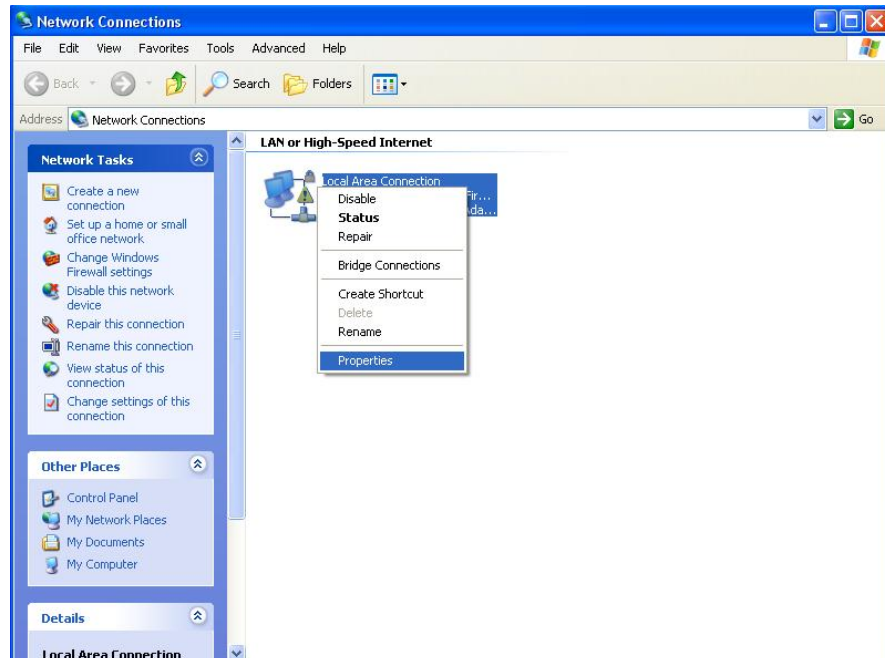 Network Connections
File Edit View Favorites Tools Advanced Help
Back Search Folders
Address Network Connections Go
Network Tasks
Create a new
connection
Set up a home or small
office network
Change Windows
Firewall settings
Disable this network
device
Repair this connection
Rename this connection
View status of this
connection
Change settings of this
connection
Other Places
Control Panel
My Network Places
My Documents
My Computer
Details
Local Area Connection
LAN or High-Speed Internet
Local Area Connection
Fir...
Ada...
Disable
Status
Repair
Bridge Connections
Create Shortcut
Delete
Rename
Properties